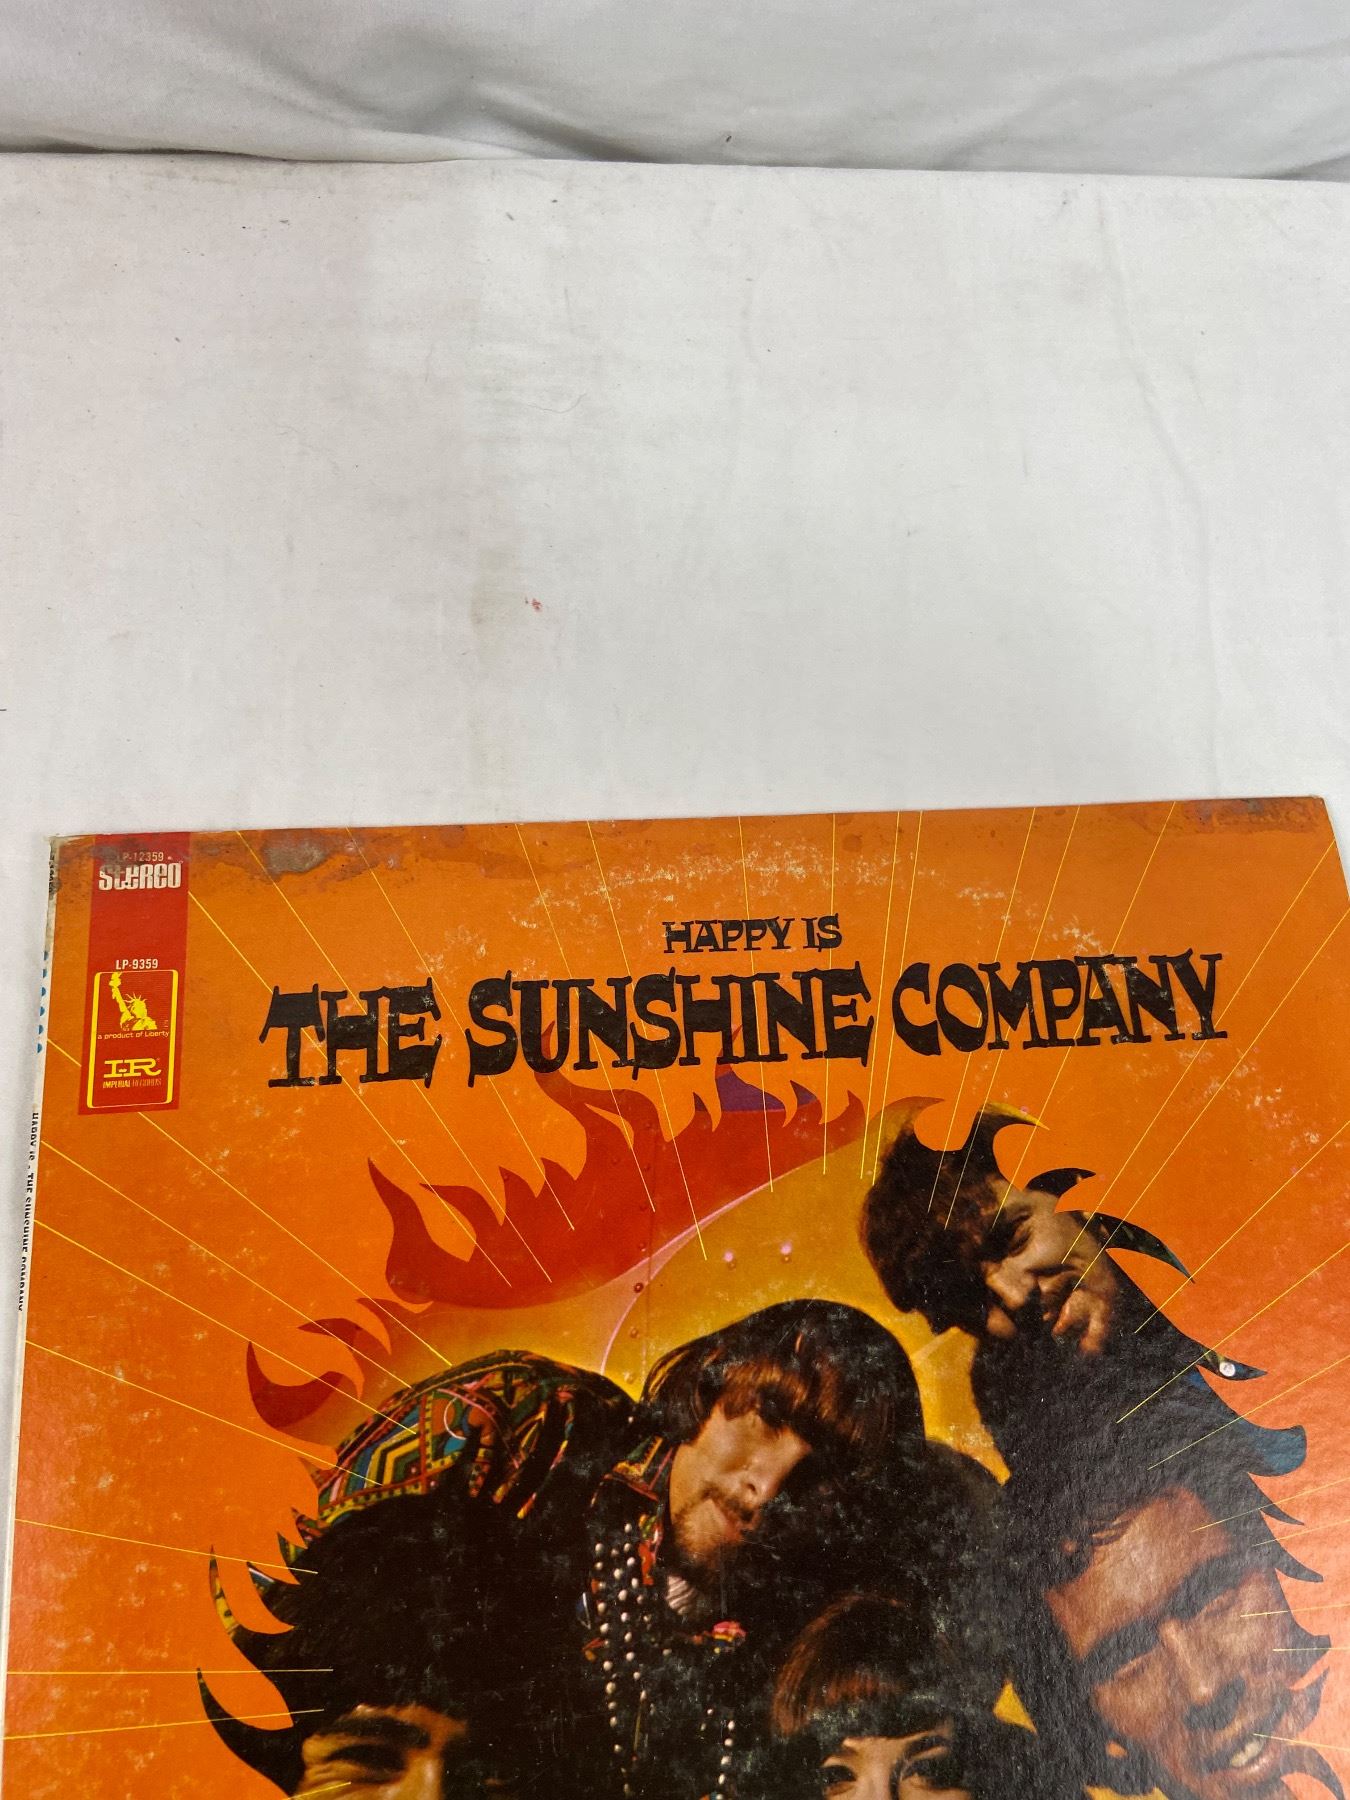 LP-12359
STEREO
LP-9359
a product of Liberty
I-R
IMPERIAL RECORDS
HAPPY IS
THE SUNSHINE COMPANY
HAPPY IS - THE SUNSHINE COMPANY